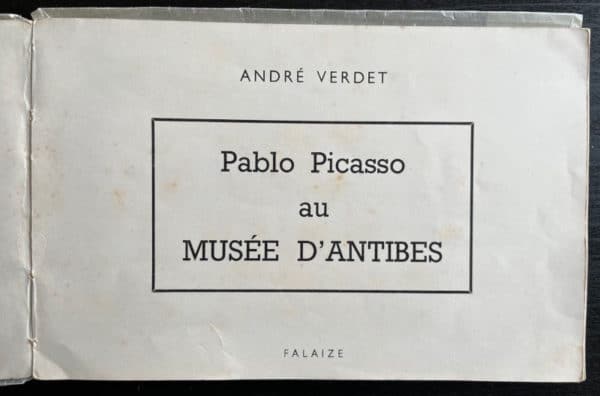 ANDRÉ VERDET
Pablo Picasso
au
MUSÉE D'ANTIBES
FALAIZE